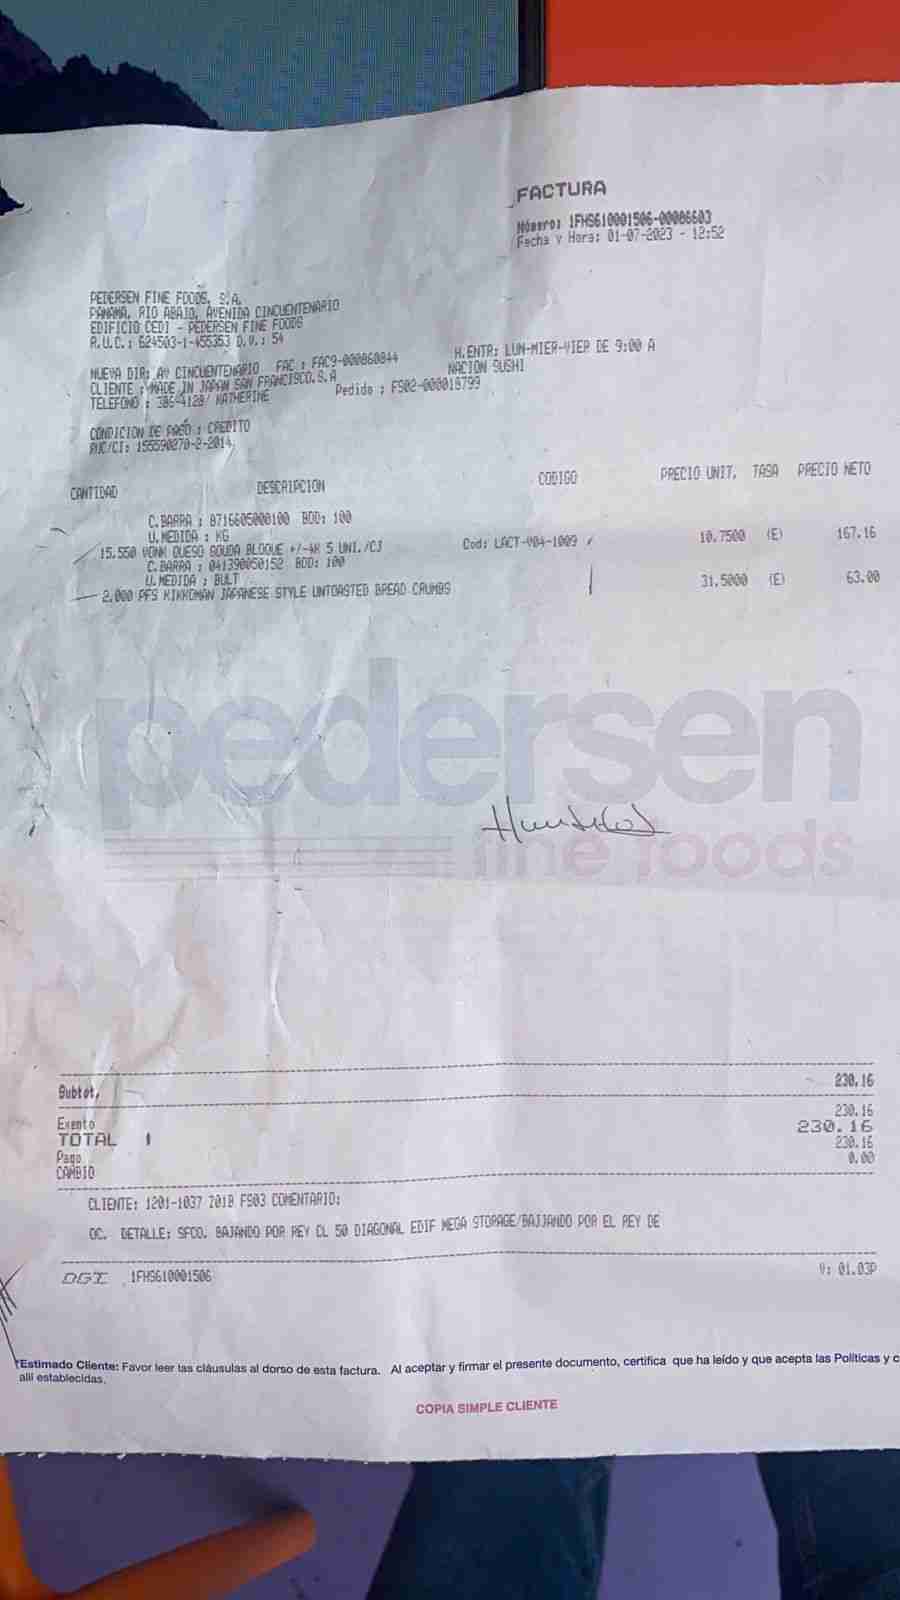 FACTURA
Número: 1FHS610001506-00086603
Fecha y Hora: 01-07-2023 - 12:52
PEDERSEN FINE FOODS, S.A.
PANAMA, RIO ABAJO, AVENIDA CINCUENTENARIO
EDIFICIO CEDI - PEDERSEN FINE FOODS
R.U.C.: 624503-1-455353 D.V.: 54
H.ENTR: LUN-MIER-VIER DE 9:00 A
NUEVA DIR: AV CINCUENTENARIO FAC : FAC9-000860844 NACION SUSHI
CLIENTE : MADE IN JAPAN SAN FRANCISCO,S.A
Pedido : FS02-000018799
TELEFONO : 386-4128/ KATHERINE
CONDICION DE PAGO : CREDITO
RUC/CI: 155590270-2-2014,
CANTIDAD DESCRIPCION CODIGO PRECIO UNIT, TASA PRECIO NETO
C.BARRA : 8716605000100 BOD: 100
U.MEDIDA : KG
15.550 VONK QUESO GOUDA BLOQUE +/-4K 5 UNI./CJ Cod: LACT-V04-1009 10.7500 (E) 167.16
C.BARRA : 041390050152 BOD: 100
U.MEDIDA : BULT
2.000 PFS KIKKOMAN JAPANESE STYLE UNTOASTED BREAD CRUMBS 31.5000 (E) 63.00
pedersen
fine foods
Subtot, 230.16
Exento 230.16
TOTAL 230.16
Pago 230.16
CAMBIO 0.00
CLIENTE: 1201-1037 2018 FS03 COMENTARIO:
OC. DETALLE: SFCO. BAJANDO POR REY CL 50 DIAGONAL EDIF MEGA STORAGE/BAJJANDO POR EL REY DE
DGI 1FHS610001506 V: 01.03P
*Estimado Cliente: Favor leer las cláusulas al dorso de esta factura. Al aceptar y firmar el presente documento, certifica que ha leído y que acepta las Políticas y c
allí establecidas.
COPIA SIMPLE CLIENTE